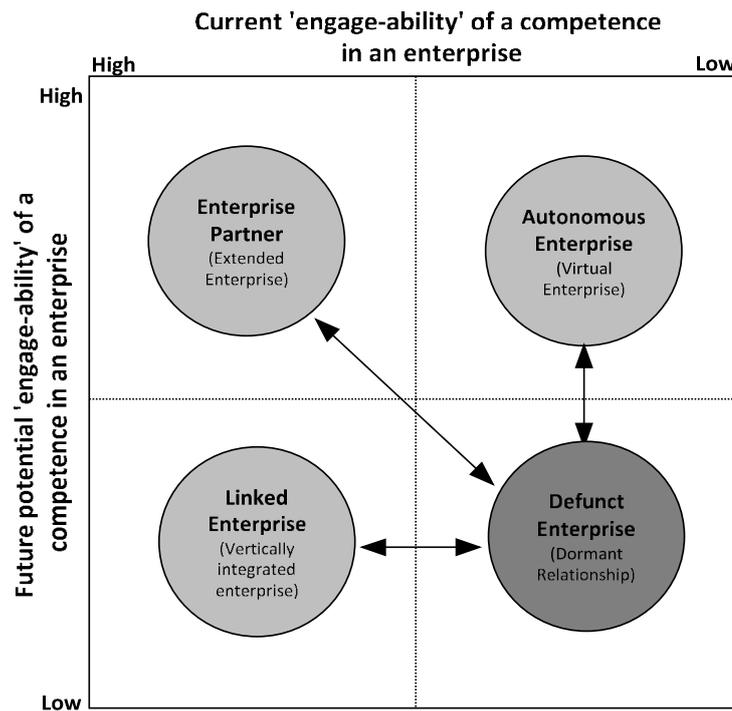 Current 'engage-ability' of a competence
in an enterprise
High
Low
High
Future potential 'engage-ability' of a
competence in an enterprise
Enterprise
Partner
(Extended
Enterprise)
Autonomous
Enterprise
(Virtual
Enterprise)
Linked
Enterprise
(Vertically
integrated
enterprise)
Defunct
Enterprise
(Dormant
Relationship)
Low